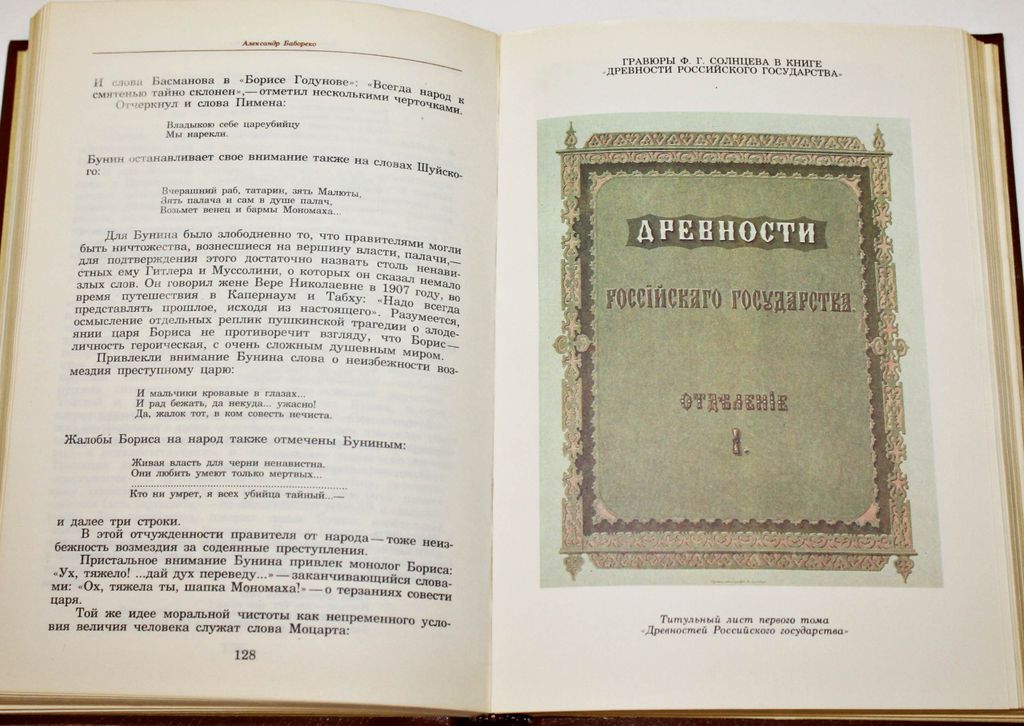 Александр Бабореко
И слова Басманова в «Борисе Годунове»: «Всегда народ к
смятенью тайно склонен»,— отметил несколькими черточками.
Отчеркнул и слова Пимена:
Владыкою себе цареубийцу
Мы нарекли.
Бунин останавливает свое внимание также на словах Шуйско-
го:
Вчерашний раб, татарин, зять Малюты,
Зять палача и сам в душе палач,
Возьмет венец и бармы Мономаха...
Для Бунина было злободневно то, что правителями могли
быть ничтожества, вознесшиеся на вершину власти, палачи,—
для подтверждения этого достаточно назвать столь ненави-
стных ему Гитлера и Муссолини, о которых он сказал немало
злых слов. Он говорил жене Вере Николаевне в 1907 году, во
время путешествия в Капернаум и Табху: «Надо всегда
представлять прошлое, исходя из настоящего». Разумеется,
осмысление отдельных реплик пушкинской трагедии о злоде-
янии царя Бориса не противоречит взгляду, что Борис—
личность героическая, с очень сложным душевным миром.
Привлекли внимание Бунина слова о неизбежности воз-
мездия преступному царю:
И мальчики кровавые в глазах...
И рад бежать, да некуда... ужасно!
Да, жалок тот, в ком совесть нечиста.
Жалобы Бориса на народ также отмечены Буниным:
Живая власть для черни ненавистна.
Они любить умеют только мертвых...
Кто ни умрет, я всех убийца тайный...—
и далее три строки.
В этой отчужденности правителя от народа — тоже неиз-
бежность возмездия за содеянные преступления.
Пристальное внимание Бунина привлек монолог Бориса:
«Ух, тяжело! ...дай дух переведу...» — заканчивающийся слова-
ми: «Ох, тяжела ты, шапка Мономаха!» — о терзаниях совести
царя.
Той же идее моральной чистоты как непременного усло-
вия величия человека служат слова Моцарта:
128
ГРАВЮРЫ Ф. Г. СОЛНЦЕВА В КНИГЕ
«ДРЕВНОСТИ РОССИЙСКОГО ГОСУДАРСТВА»
ДРЕВНОСТИ
РОССІЙСКАГО ГОСУДАРСТВА.
ОТДѢЛЕНІЕ
I.
Титульный лист первого тома
«Древностей Российского государства»